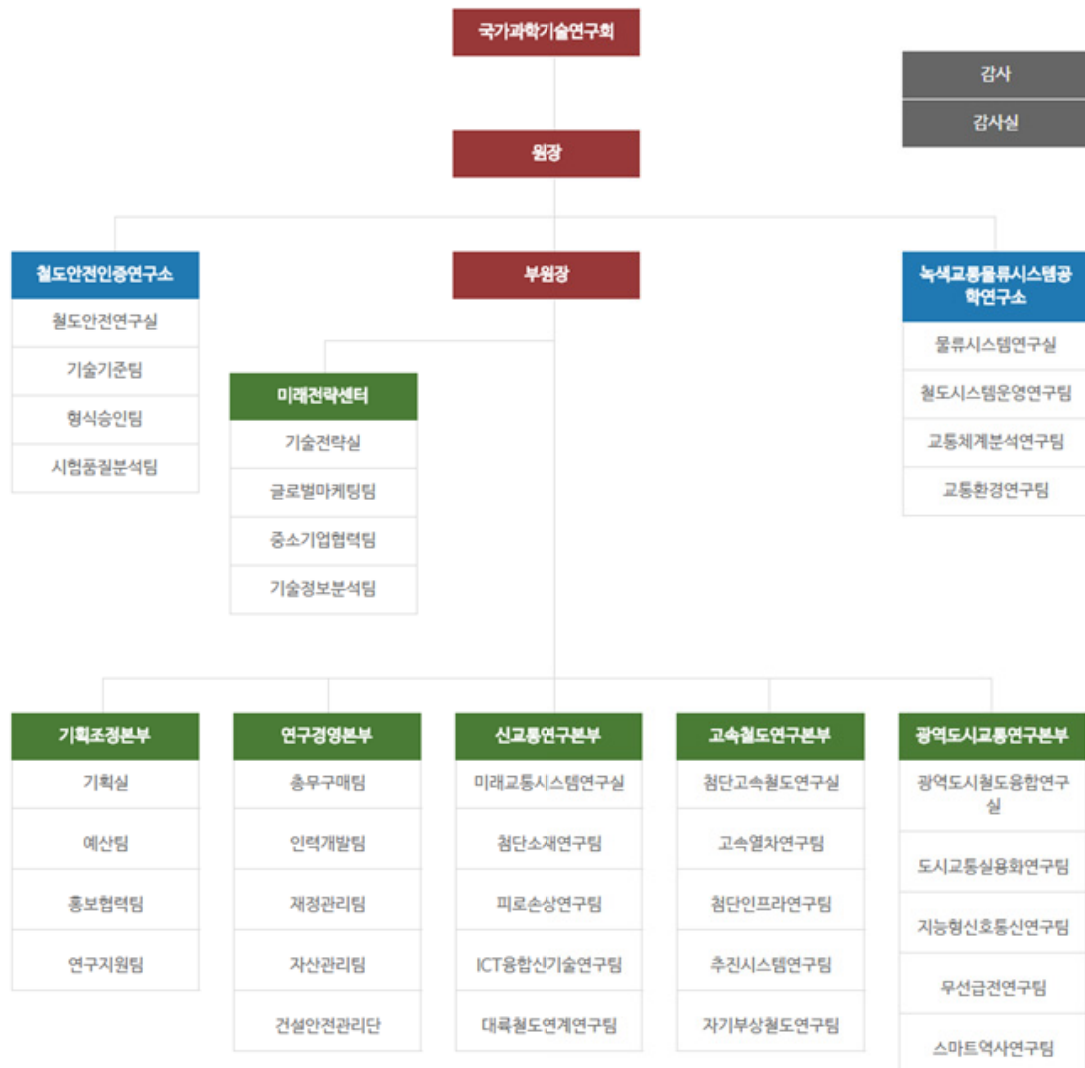 국가과학기술연구회
감사
감사실
원장
철도안전인증연구소
철도안전연구실
기술기준팀
형식승인팀
시험품질분석팀
부원장
녹색교통물류시스템공
학연구소
물류시스템연구실
철도시스템운영연구팀
교통체계분석연구팀
교통환경연구팀
미래전략센터
기술전략실
글로벌마케팅팀
중소기업협력팀
기술정보분석팀
기획조정본부
기획실
예산팀
홍보협력팀
연구지원팀
연구경영본부
총무구매팀
인력개발팀
재정관리팀
자산관리팀
건설안전관리단
신교통연구본부
미래교통시스템연구실
첨단소재연구팀
피로손상연구팀
ICT융합신기술연구팀
대륙철도연계연구팀
고속철도연구본부
첨단고속철도연구실
고속열차연구팀
첨단인프라연구팀
추진시스템연구팀
자기부상철도연구팀
광역도시교통연구본부
광역도시철도융합연구
실
도시교통실용화연구팀
지능형신호통신연구팀
무선급전연구팀
스마트역사연구팀